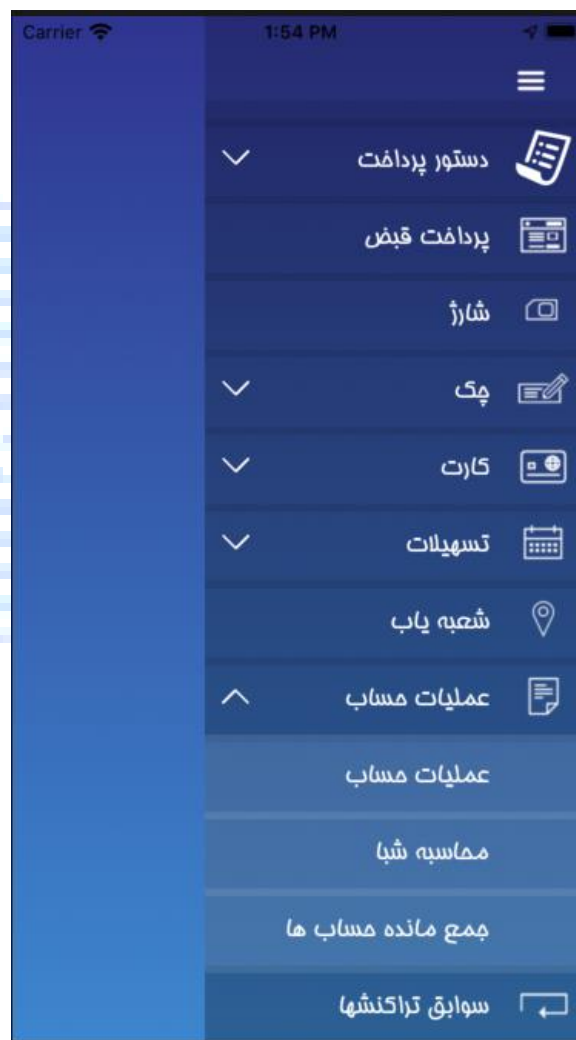 Carrier 1:54 PM
دستور پرداخت
پرداخت قبض
شارژ
چک
کارت
تسهیلات
شعبه یاب
عملیات حساب
عملیات حساب
محاسبه شبا
جمع مانده حساب ها
سوابق تراکنشها